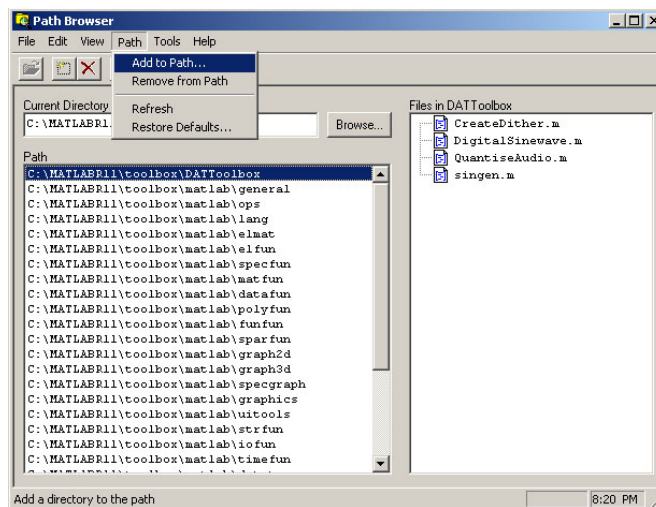 Path Browser
File Edit View Path Tools Help
Add to Path...
Remove from Path
Refresh
Restore Defaults...
Current Directory
Browse...
Path
C:\MATLABR11\toolbox\DATToolbox
C:\MATLABR11\toolbox\matlab\general
C:\MATLABR11\toolbox\matlab\ops
C:\MATLABR11\toolbox\matlab\lang
C:\MATLABR11\toolbox\matlab\elmat
C:\MATLABR11\toolbox\matlab\elfun
C:\MATLABR11\toolbox\matlab\specfun
C:\MATLABR11\toolbox\matlab\matfun
C:\MATLABR11\toolbox\matlab\datafun
C:\MATLABR11\toolbox\matlab\polyfun
C:\MATLABR11\toolbox\matlab\funfun
C:\MATLABR11\toolbox\matlab\sparfun
C:\MATLABR11\toolbox\matlab\graph2d
C:\MATLABR11\toolbox\matlab\graph3d
C:\MATLABR11\toolbox\matlab\specgraph
C:\MATLABR11\toolbox\matlab\graphics
C:\MATLABR11\toolbox\matlab\uitools
C:\MATLABR11\toolbox\matlab\strfun
C:\MATLABR11\toolbox\matlab\iofun
C:\MATLABR11\toolbox\matlab\timefun
Files in DATToolbox
CreateDither.m
DigitalSinewave.m
QuantiseAudio.m
singen.m
Add a directory to the path
8:20 PM